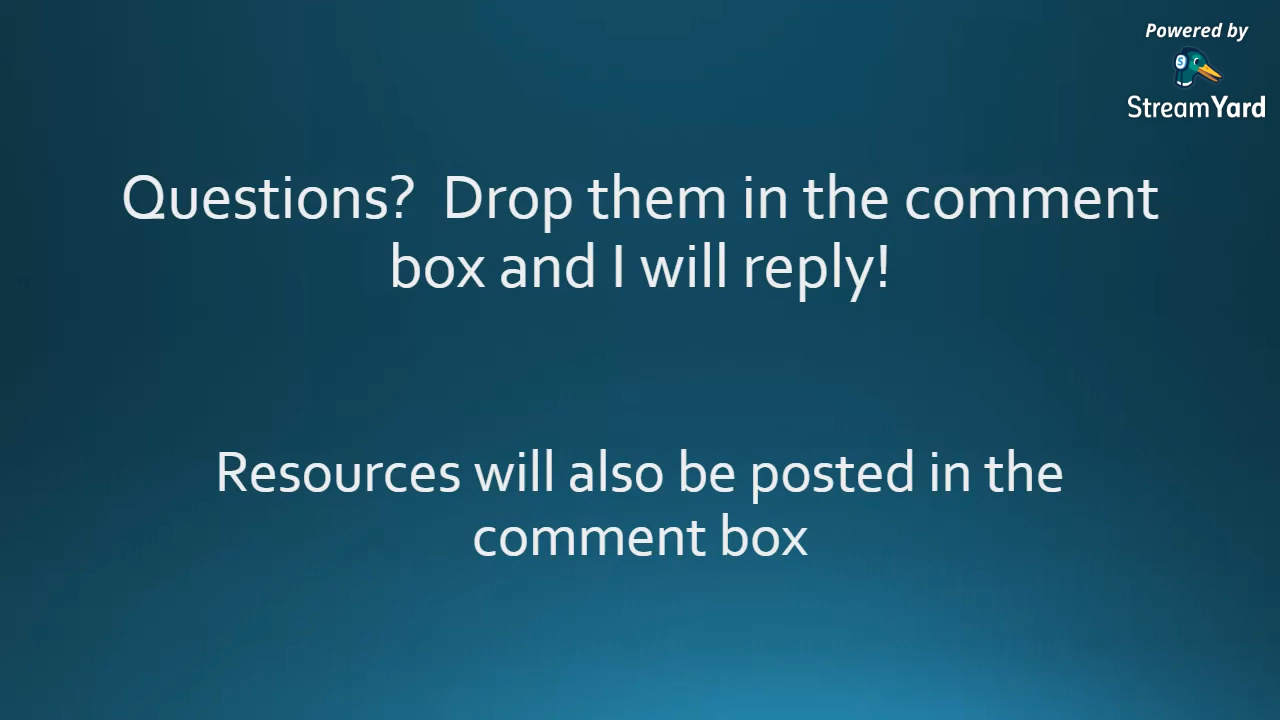 Powered by
StreamYard
Questions?  Drop them in the comment
box and I will reply!
Resources will also be posted in the
comment box